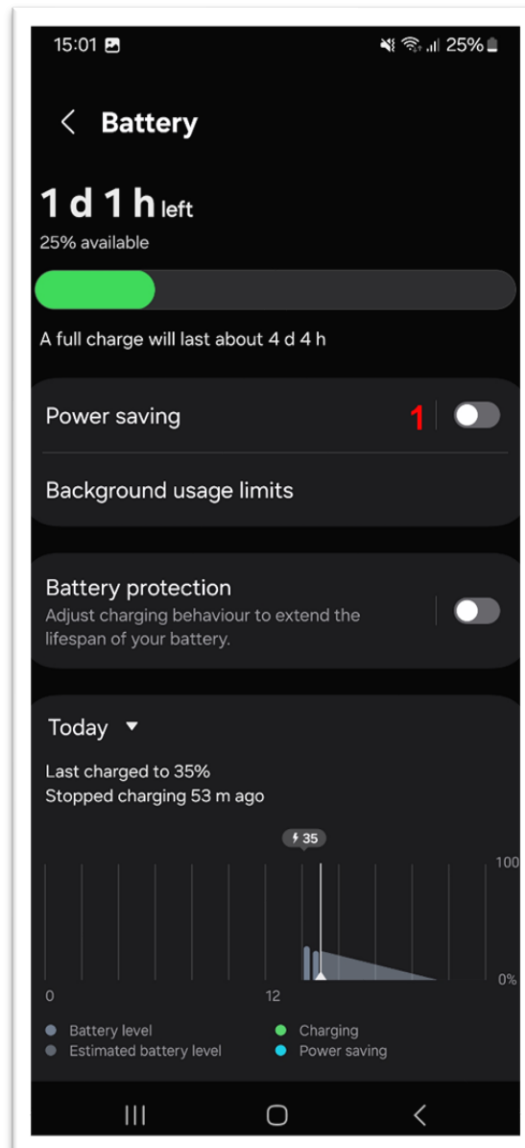 15:01 25%
Battery
1 d 1 h left
25% available
A full charge will last about 4 d 4 h
Power saving 1
Background usage limits
Battery protection
Adjust charging behaviour to extend the
lifespan of your battery.
Today
Last charged to 35%
Stopped charging 53 m ago
35
100
0%
0 12
Battery level Charging
Estimated battery level Power saving